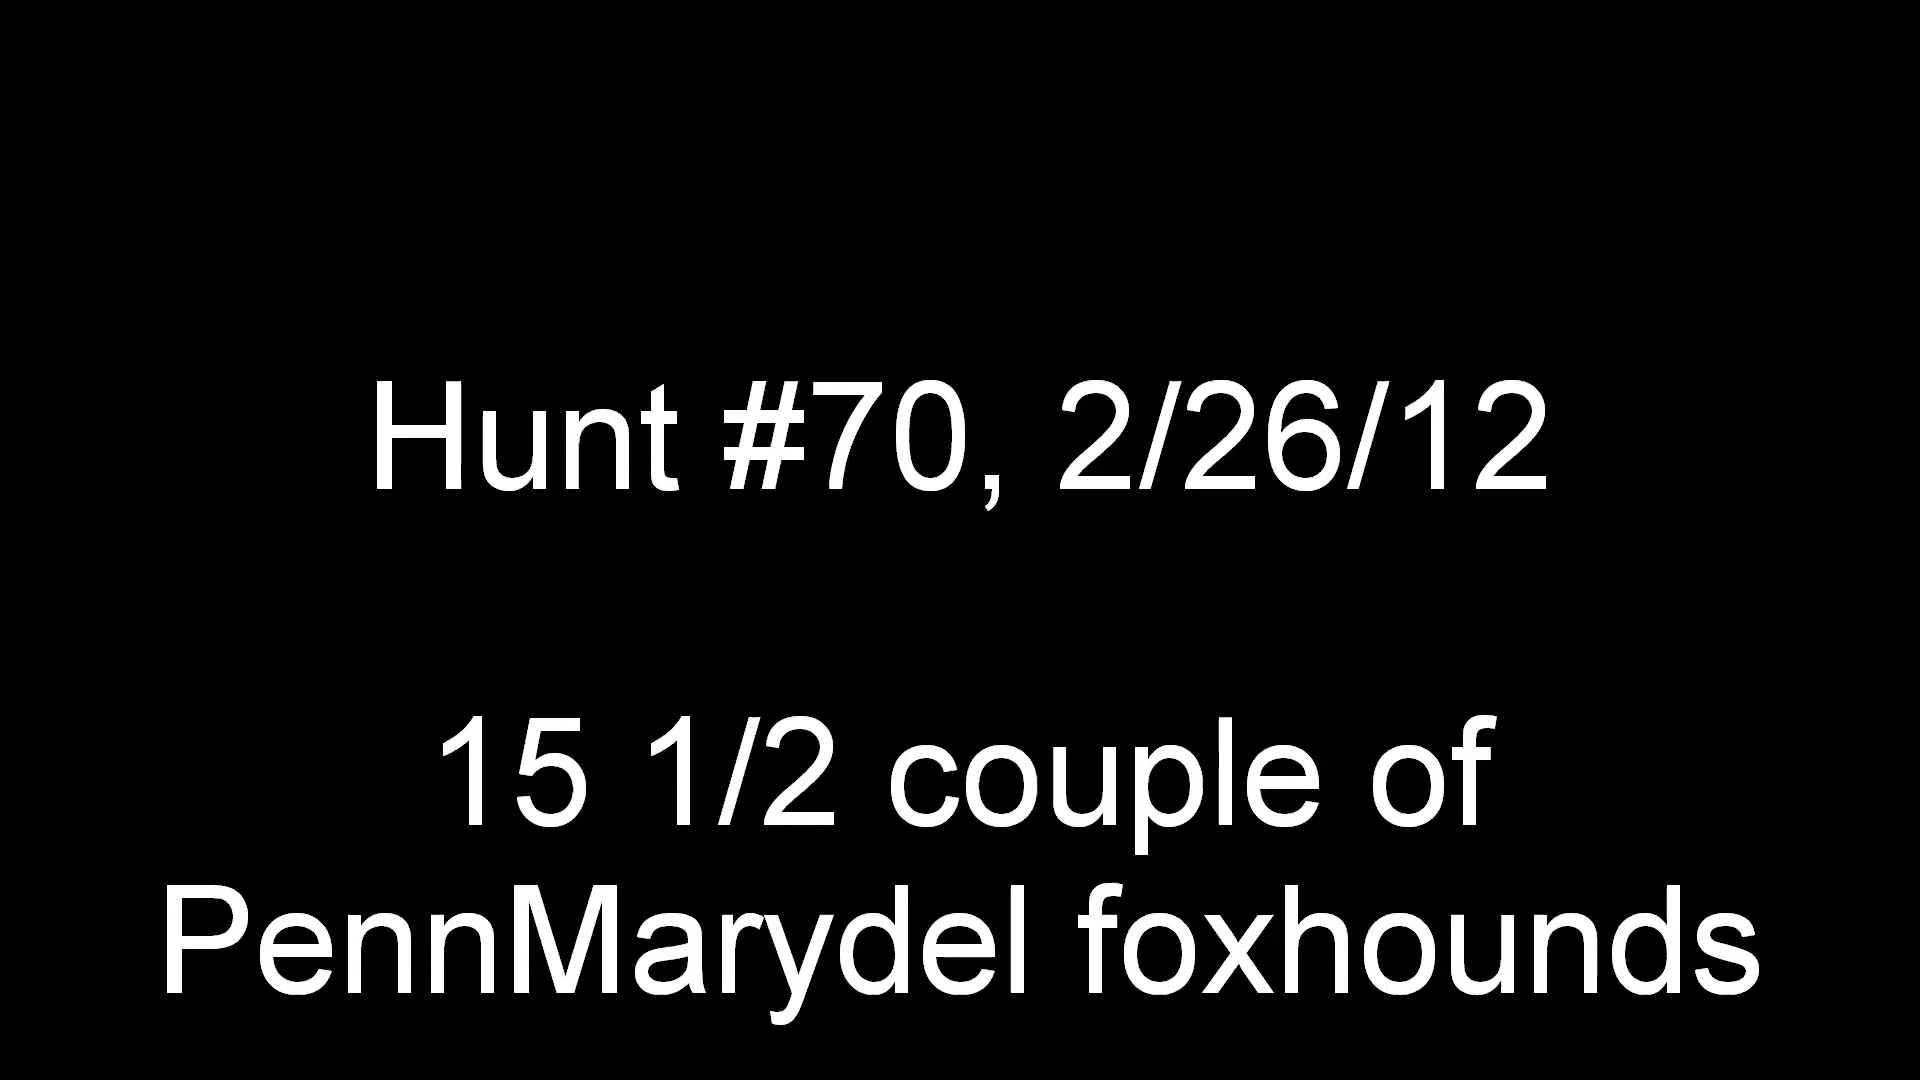 Hunt #70, 2/26/12
15 1/2 couple of
PennMarydel foxhounds